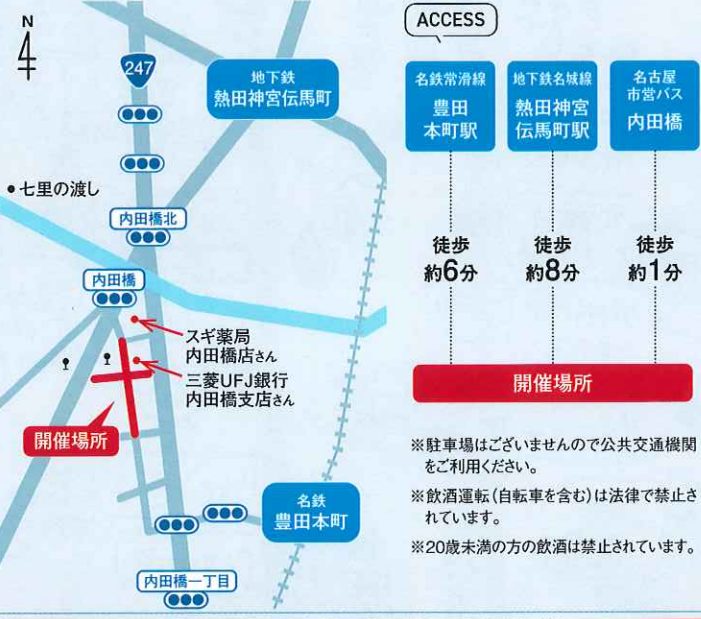 N
247
地下鉄
熱田神宮伝馬町
●七里の渡し
内田橋北
内田橋
スギ薬局
内田橋店さん
三菱UFJ銀行
内田橋支店さん
開催場所
名鉄
豊田本町
内田橋一丁目
ACCESS
名鉄常滑線
豊田
本町駅
地下鉄名城線
熱田神宮
伝馬町駅
名古屋
市営バス
内田橋
徒歩
約6分
徒歩
約8分
徒歩
約1分
開催場所
※駐車場はございませんので公共交通機関
をご利用ください。
※飲酒運転(自転車を含む)は法律で禁止さ
れています。
※20歳未満の方の飲酒は禁止されています。